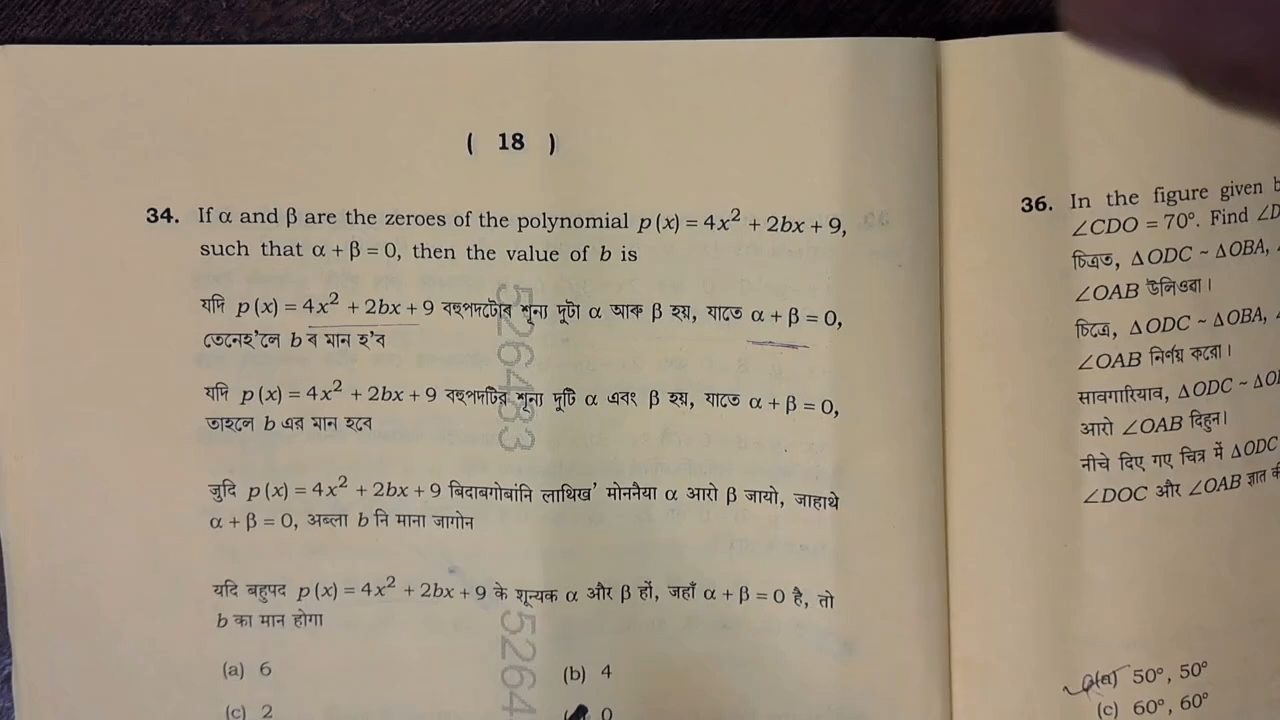 ( 18 )
34. If α and β are the zeroes of the polynomial p(x) = 4x² + 2bx + 9,
such that α + β = 0, then the value of b is
যদি p(x) = 4x² + 2bx + 9 বহুপদটোৰ শূন্য দুটা α আৰু β হয়, যাতে α + β = 0,
তেনেহ'লে b ৰ মান হ'ব
যদি p(x) = 4x² + 2bx + 9 বহুপদটির শূন্য দুটি α এবং β হয়, যাতে α + β = 0,
তাহলে b এর মান হবে
जुदि p(x) = 4x² + 2bx + 9 बिदाबगोबांनि लाथिख' मोननैया α आरो β जायो, जाहाथे
α + β = 0, अब्ला b नि माना जागोन
यदि बहुपद p(x) = 4x² + 2bx + 9 के शून्यक α और β हों, जहाँ α + β = 0 है, तो
b का मान होगा
(a) 6
(b) 4
(c) 2
0
526483
5264
36. In the figure given
∠CDO = 70°. Find
চিত্ৰত, ΔODC ~ ΔOBA,
∠OAB উলিওৱা।
চিত্রে, ΔODC ~ ΔOBA,
∠OAB নির্ণয় করো।
सावगारियाव, ΔODC ~
आरो ∠OAB दिहुन।
नीचे दिए गए चित्र में ΔODC
∠DOC और ∠OAB ज्ञात
(a) 50°, 50°
(c) 60°, 60°